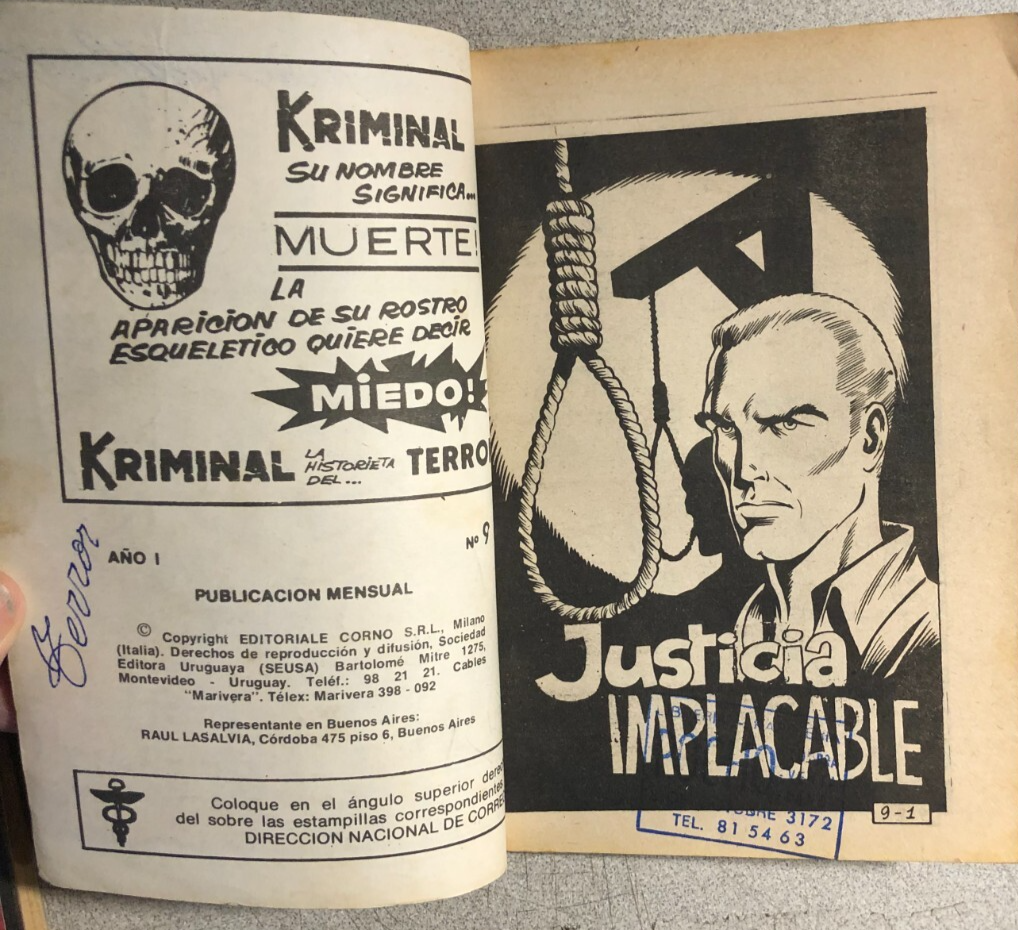 KRIMINAL
SU NOMBRE
SIGNIFICA...
MUERTE!
LA
APARICION DE SU ROSTRO
ESQUELETICO QUIERE DECIR
MIEDO!
KRIMINAL LA HISTORIETA DEL... TERRO
Terror
AÑO I Nº 9
PUBLICACION MENSUAL
© Copyright EDITORIALE CORNO S.R.L., Milano
(Italia). Derechos de reproducción y difusión, Sociedad
Editora Uruguaya (SEUSA) Bartolomé Mitre 1275,
Montevideo - Uruguay. Teléf.: 98 21 21. Cables
"Marivera". Télex: Marivera 398 - 092
Representante en Buenos Aires:
RAUL LASALVIA, Córdoba 475 piso 6, Buenos Aires
Coloque en el ángulo superior derec
del sobre las estampillas correspondientes
DIRECCION NACIONAL DE CORRE
Justicia
IMPLACABLE
9-1
3172
TEL. 81 54 63